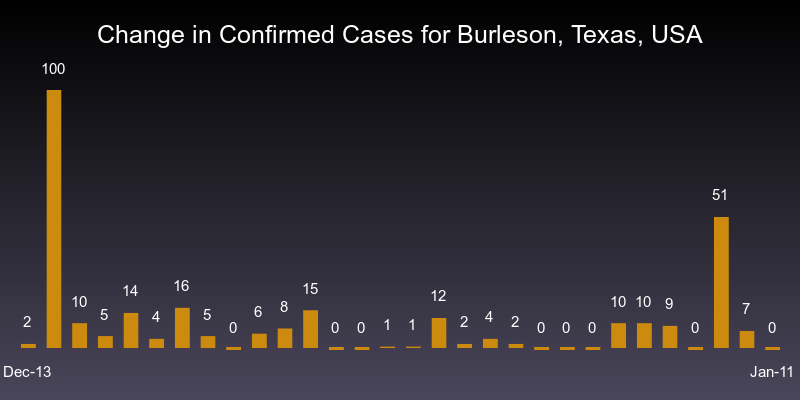 Change in Confirmed Cases for Burleson, Texas, USA
100
51
2 10 5 14 4 16 5 0 6 8 15 0 0 1 1 12 2 4 2 0 0 0 10 10 9 0 7 0
Dec-13 Jan-11